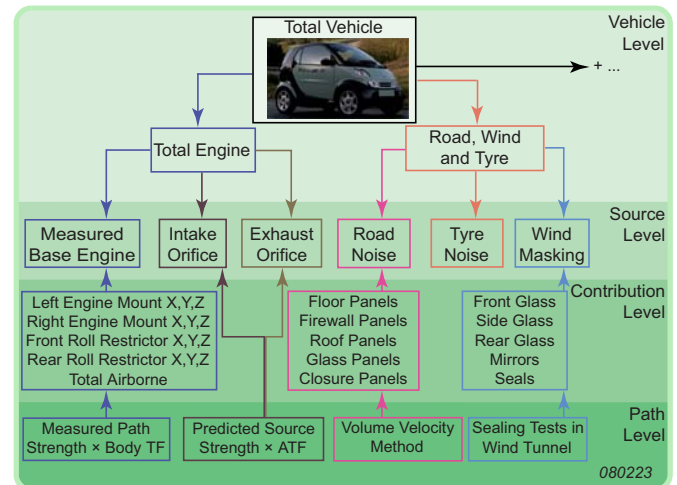 Total Vehicle
Vehicle
Level
+ ...
Total Engine
Road, Wind
and Tyre
Source
Level
Measured
Base Engine
Intake
Orifice
Exhaust
Orifice
Road
Noise
Tyre
Noise
Wind
Masking
Contribution
Level
Left Engine Mount X,Y,Z
Right Engine Mount X,Y,Z
Front Roll Restrictor X,Y,Z
Rear Roll Restrictor X,Y,Z
Total Airborne
Floor Panels
Firewall Panels
Roof Panels
Glass Panels
Closure Panels
Front Glass
Side Glass
Rear Glass
Mirrors
Seals
Path
Level
Measured Path
Strength × Body TF
Predicted Source
Strength × ATF
Volume Velocity
Method
Sealing Tests in
Wind Tunnel
080223